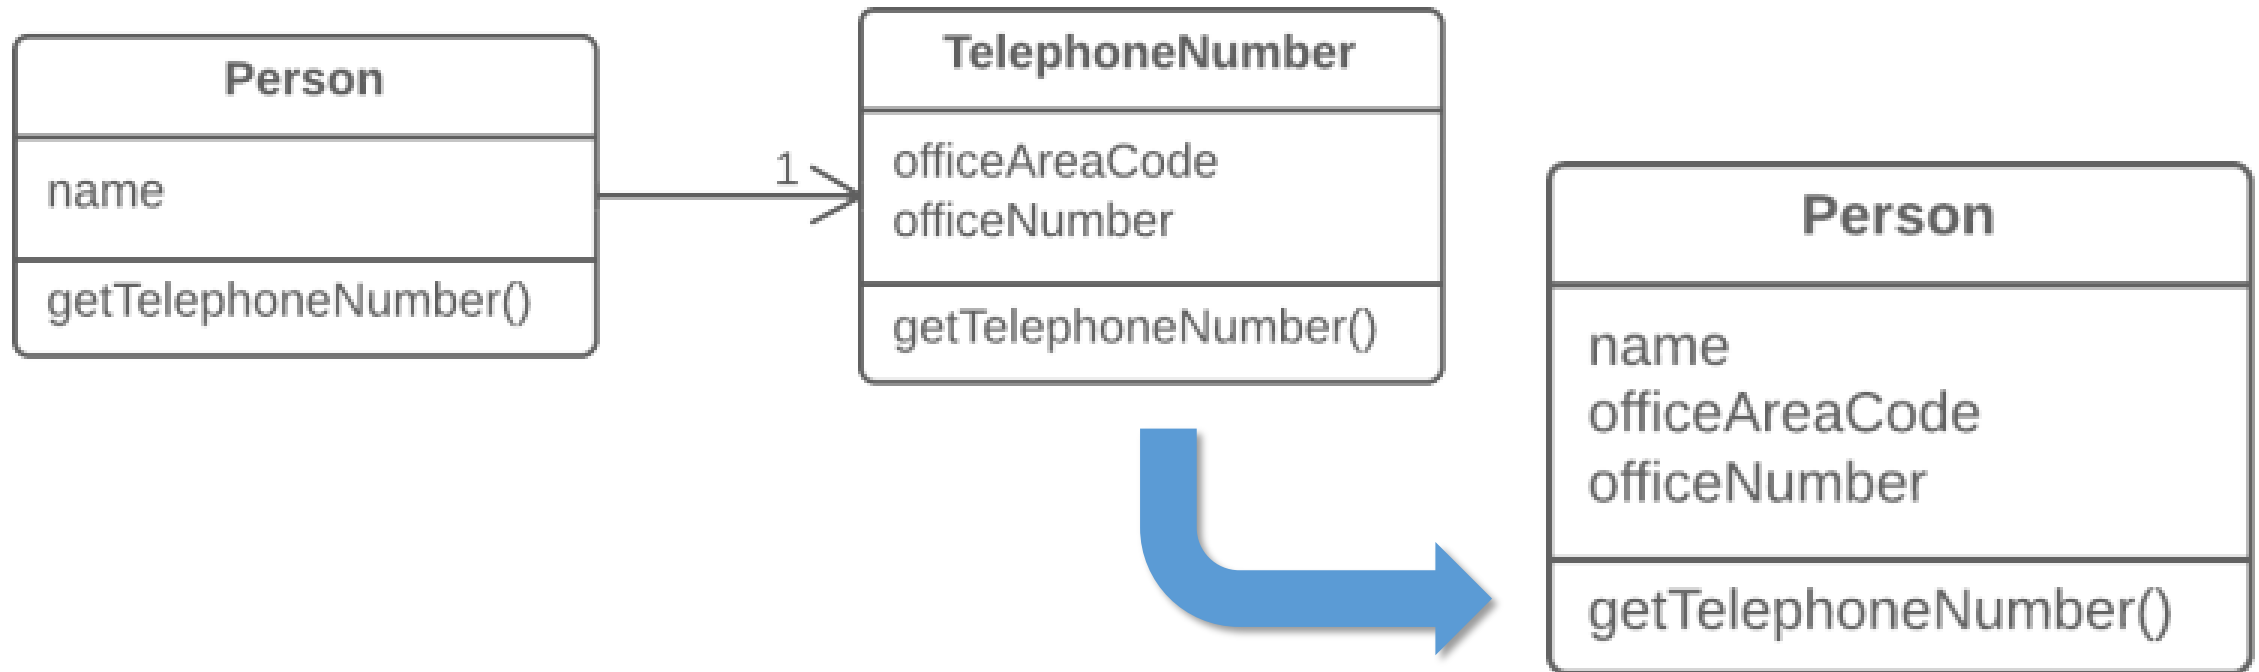 Person
name
getTelephoneNumber()
1
TelephoneNumber
officeAreaCode
officeNumber
getTelephoneNumber()
Person
name
officeAreaCode
officeNumber
getTelephoneNumber()